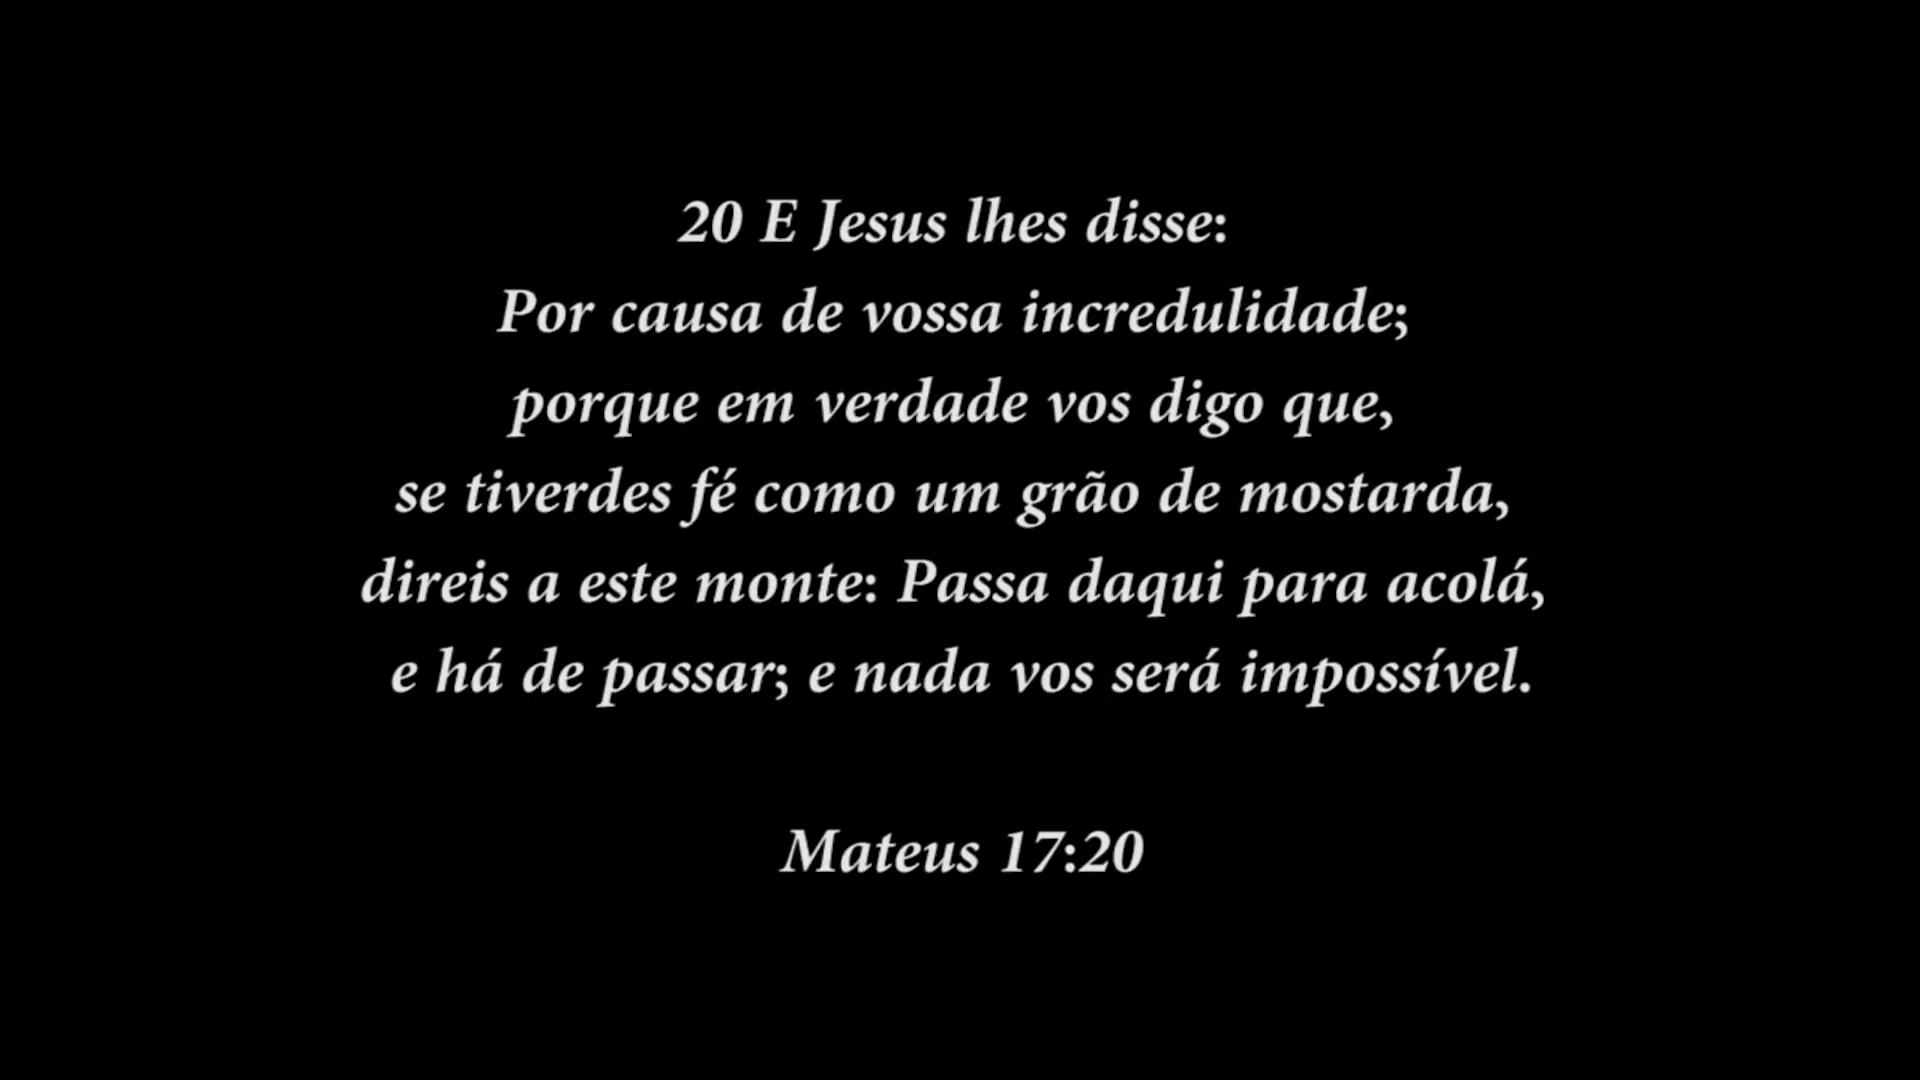 20 E Jesus lhes disse:
Por causa de vossa incredulidade;
porque em verdade vos digo que,
se tiverdes fé como um grão de mostarda,
direis a este monte: Passa daqui para acolá,
e há de passar; e nada vos será impossível.
Mateus 17:20